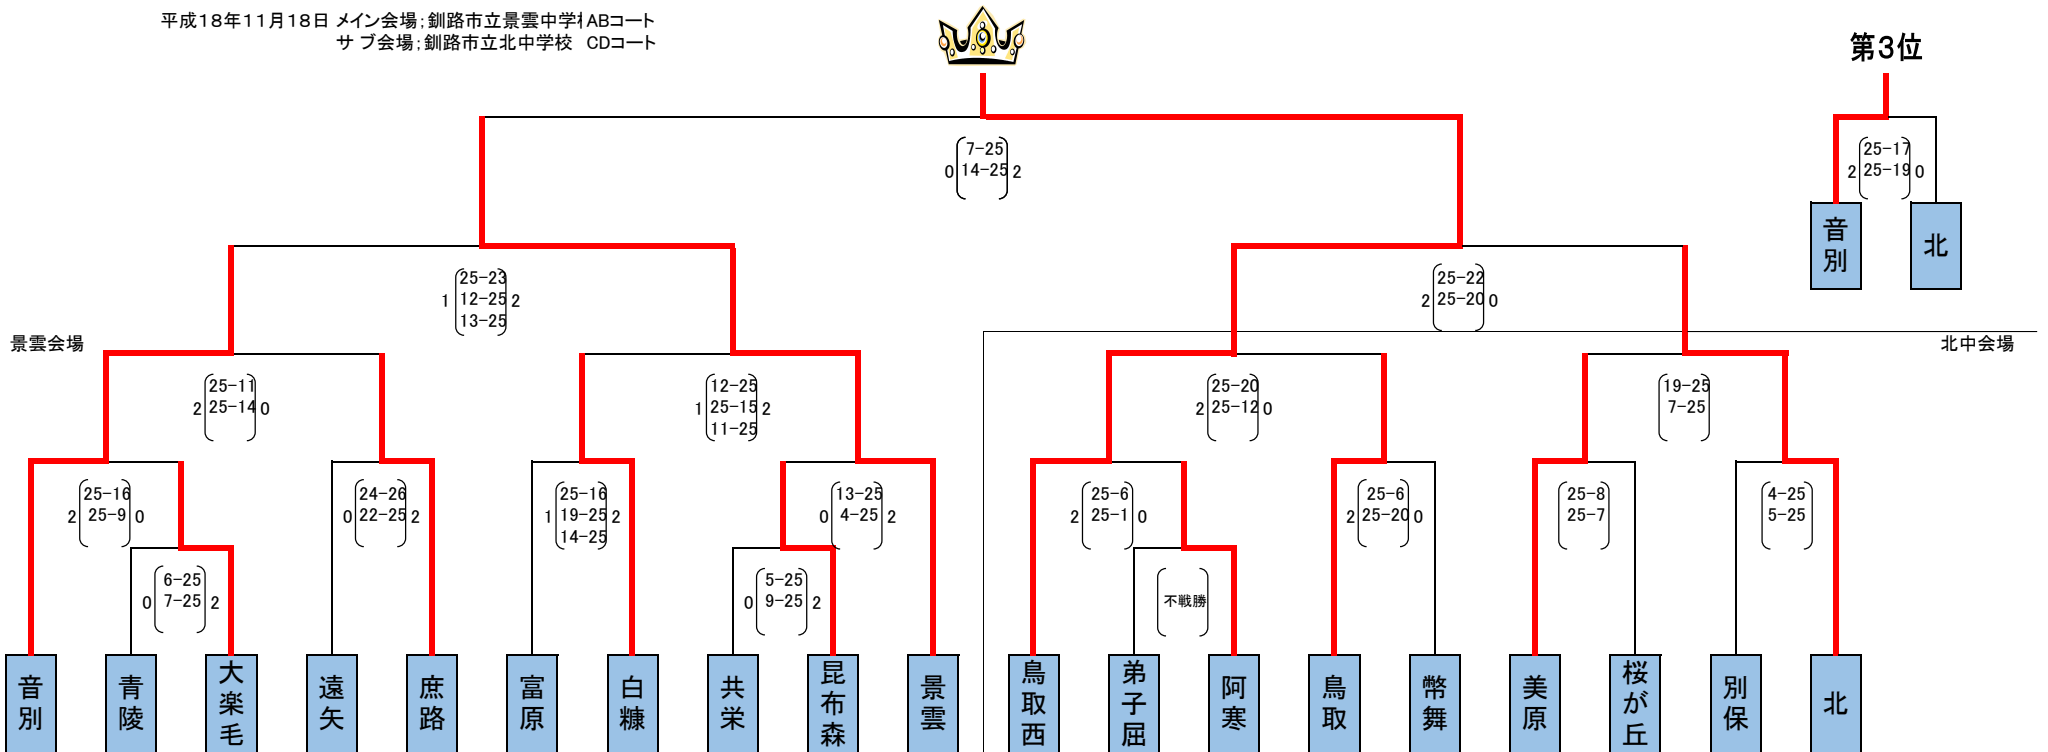 平成18年11月18日 メイン会場;釧路市立景雲中学 ABコート
サブ会場;釧路市立北中学校 CDコート
第3位
7-25
0 14-25 2
25-17
2 25-19 0
音別
北
25-23
1 12-25 2
13-25
25-22
2 25-20 0
景雲会場
北中会場
25-11
2 25-14 0
12-25
1 25-15 2
11-25
25-20
2 25-12 0
19-25
7-25
25-16
2 25-9 0
24-26
0 22-25 2
25-16
1 19-25 2
14-25
13-25
0 4-25 2
25-6
2 25-1 0
25-6
2 25-20 0
25-8
25-7
4-25
5-25
6-25
0 7-25 2
5-25
0 9-25 2
不戦勝
音別
青陵
大楽毛
遠矢
庶路
富原
白糠
共栄
昆布森
景雲
鳥取西
弟子屈
阿寒
鳥取
幣舞
美原
桜が丘
別保
北